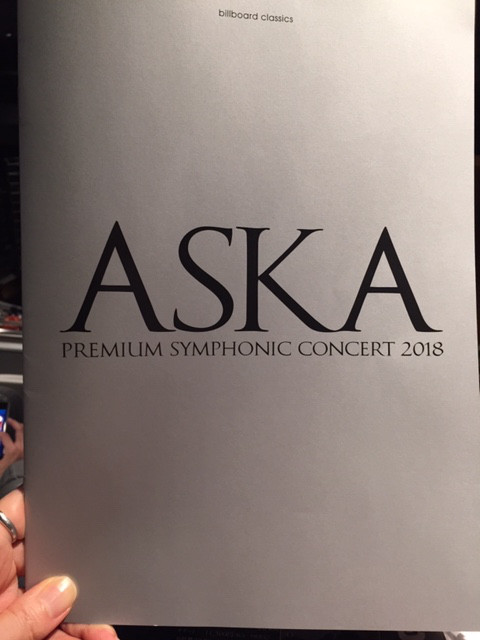 billboard classics
ASKA
PREMIUM SYMPHONIC CONCERT 2018